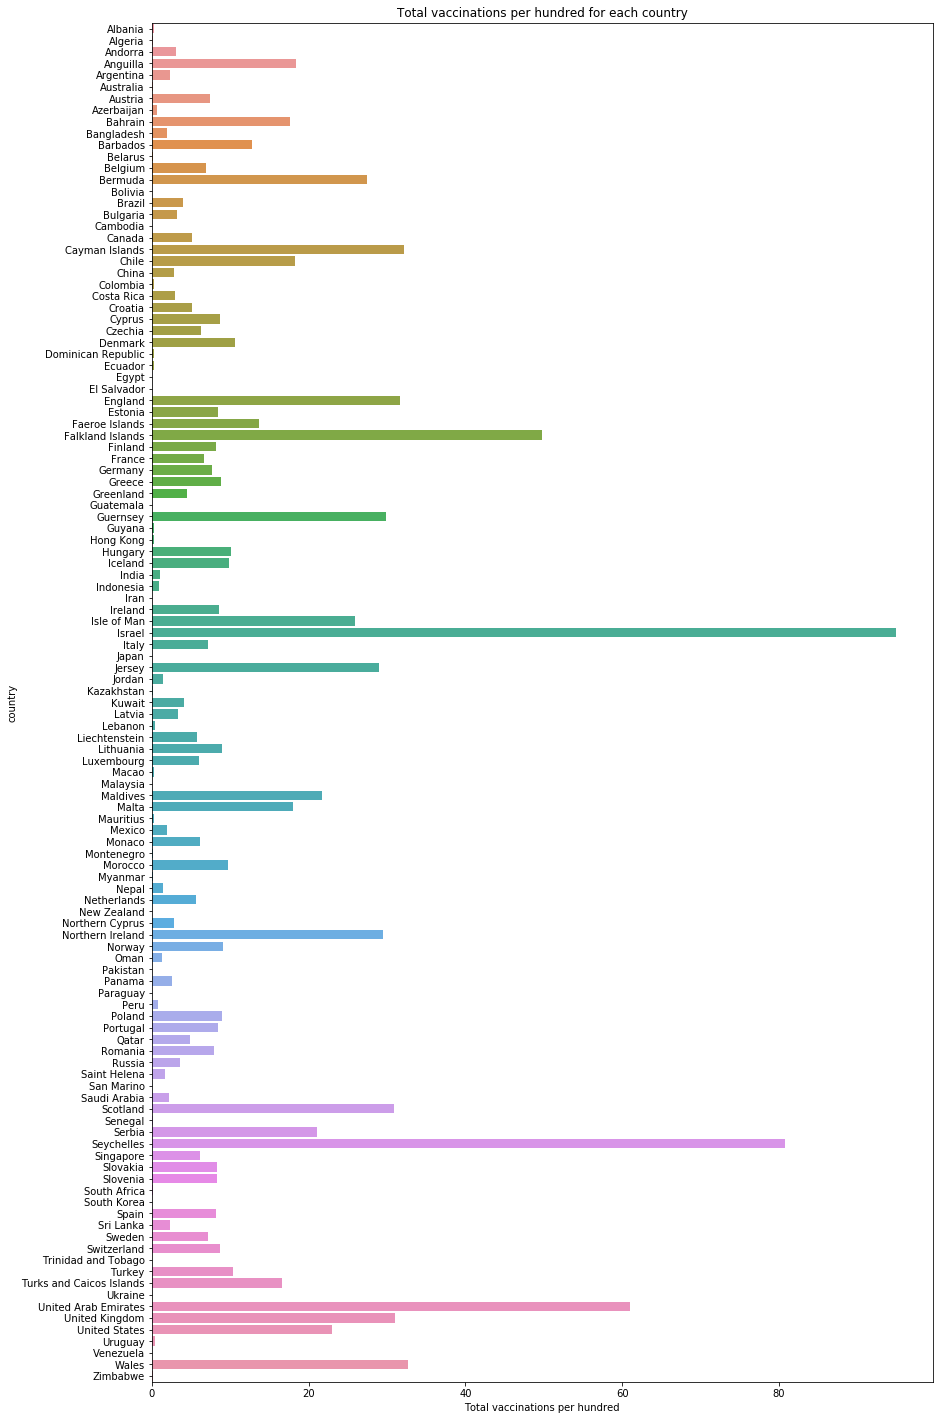 Total vaccinations per hundred for each country
Albania
Algeria
Andorra
Anguilla
Argentina
Australia
Austria
Azerbaijan
Bahrain
Bangladesh
Barbados
Belarus
Belgium
Bermuda
Bolivia
Brazil
Bulgaria
Cambodia
Canada
Cayman Islands
Chile
China
Colombia
Costa Rica
Croatia
Cyprus
Czechia
Denmark
Dominican Republic
Ecuador
Egypt
El Salvador
England
Estonia
Faeroe Islands
Falkland Islands
Finland
France
Germany
Greece
Greenland
Guatemala
Guernsey
Guyana
Hong Kong
Hungary
Iceland
India
Indonesia
Iran
Ireland
Isle of Man
Israel
Italy
Japan
Jersey
Jordan
Kazakhstan
Kuwait
Latvia
Lebanon
Liechtenstein
Lithuania
Luxembourg
Macao
Malaysia
Maldives
Malta
Mauritius
Mexico
Monaco
Montenegro
Morocco
Myanmar
Nepal
Netherlands
New Zealand
Northern Cyprus
Northern Ireland
Norway
Oman
Pakistan
Panama
Paraguay
Peru
Poland
Portugal
Qatar
Romania
Russia
Saint Helena
San Marino
Saudi Arabia
Scotland
Senegal
Serbia
Seychelles
Singapore
Slovakia
Slovenia
South Africa
South Korea
Spain
Sri Lanka
Sweden
Switzerland
Trinidad and Tobago
Turkey
Turks and Caicos Islands
Ukraine
United Arab Emirates
United Kingdom
United States
Uruguay
Venezuela
Wales
Zimbabwe
country
0 20 40 60 80
Total vaccinations per hundred